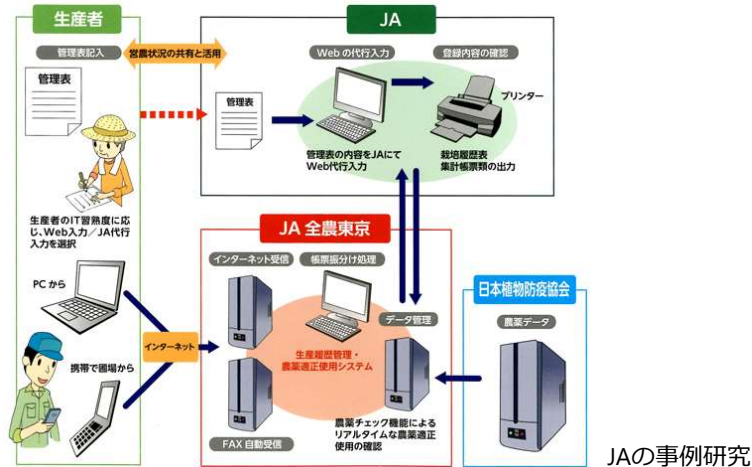 生産者
管理表記入
管理表
生産者のIT習熟度に応
じ、Web入力／JA代行
入力を選択
PCから
携帯で圃場から
営農状況の共有と活用
インターネット
JA
Webの代行入力
登録内容の確認
管理表
プリンター
管理表の内容をJAにて
Web代行入力
栽培履歴表
集計帳票類の出力
JA 全農東京
インターネット受信
帳票振分け処理
データ管理
生産履歴管理・
農薬適正使用システム
FAX 自動受信
農薬チェック機能による
リアルタイムな農薬適正
使用の確認
日本植物防疫協会
農薬データ
JAの事例研究